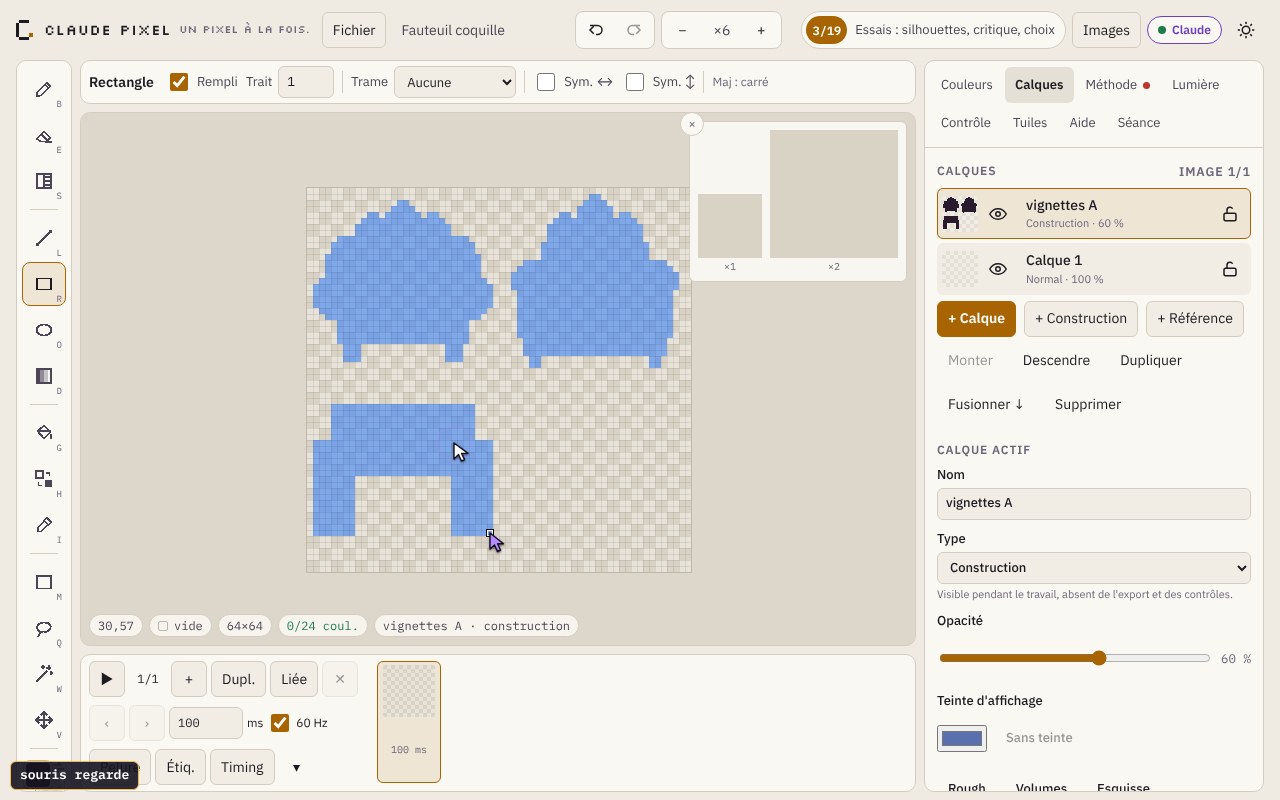 CLAUDE PIXEL UN PIXEL À LA FOIS.
Fichier
Fauteuil coquille
− ×6 +
3/19 Essais : silhouettes, critique, choix
Images
Claude
Rectangle Rempli Trait 1 Trame Aucune Sym. ↔ Sym. ↕ Maj : carré
B
E
S
L
R
O
D
G
H
I
M
Q
W
V
×
×1 ×2
30,57 vide 64×64 0/24 coul. vignettes A · construction
1/1 + Dupl. Liée ×
‹ › 100 ms 60 Hz
Étiq. Timing ▼
100 ms
souris regarde
Couleurs Calques Méthode Lumière
Contrôle Tuiles Aide Séance
CALQUES IMAGE 1/1
vignettes A
Construction · 60 %
Calque 1
Normal · 100 %
+ Calque + Construction + Référence
Monter Descendre Dupliquer
Fusionner ↓ Supprimer
CALQUE ACTIF
Nom
vignettes A
Type
Construction
Visible pendant le travail, absent de l'export et des contrôles.
Opacité
60 %
Teinte d'affichage
Sans teinte
Rough Volumes Esquisse